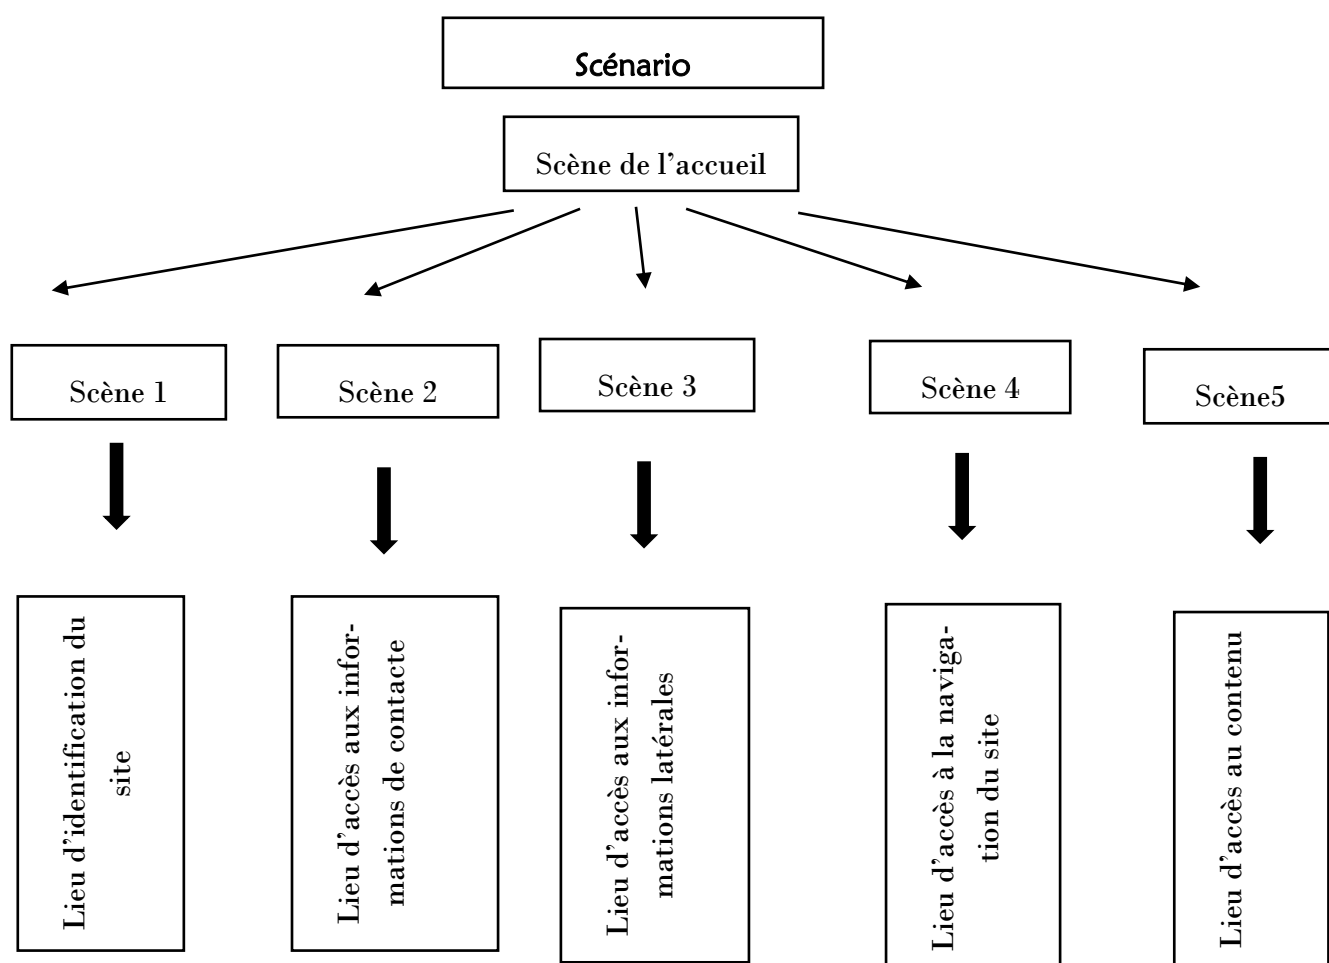 Scénario
Scène de l’accueil
Scène 1
Scène 2
Scène 3
Scène 4
Scène5
Lieu d’identification du
site
Lieu d’accès aux infor-
mations de contacte
Lieu d’accès aux infor-
mations latérales
Lieu d’accès à la naviga-
tion du site
Lieu d’accès au contenu